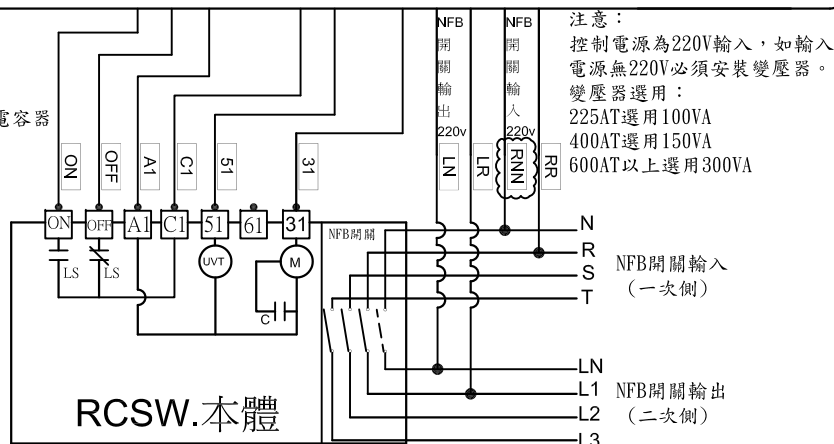 NFB
開
關
輸
出
220v
NFB
開
關
輸
入
220v
注意：
控制電源為220V輸入，如輸入
電源無220V必須安裝變壓器。
變壓器選用：
225AT選用100VA
400AT選用150VA
600AT以上選用300VA
電容器
ON
OFF
A1
C1
51
31
LN
LR
RNN
RR
ON
OFF
A1
C1
51
61
31
NFB開關
LS
LS
UVT
M
C
N
R
S
T
NFB開關輸入
(一次側)
LN
L1
L2
L3
NFB開關輸出
(二次側)
RCSW.本體